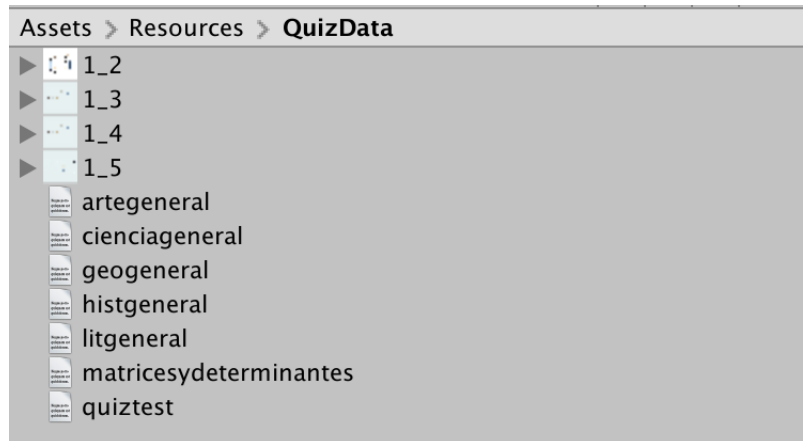 Assets > Resources > QuizData
1_2
1_3
1_4
1_5
artegeneral
cienciageneral
geogeneral
histgeneral
litgeneral
matricesydeterminantes
quiztest